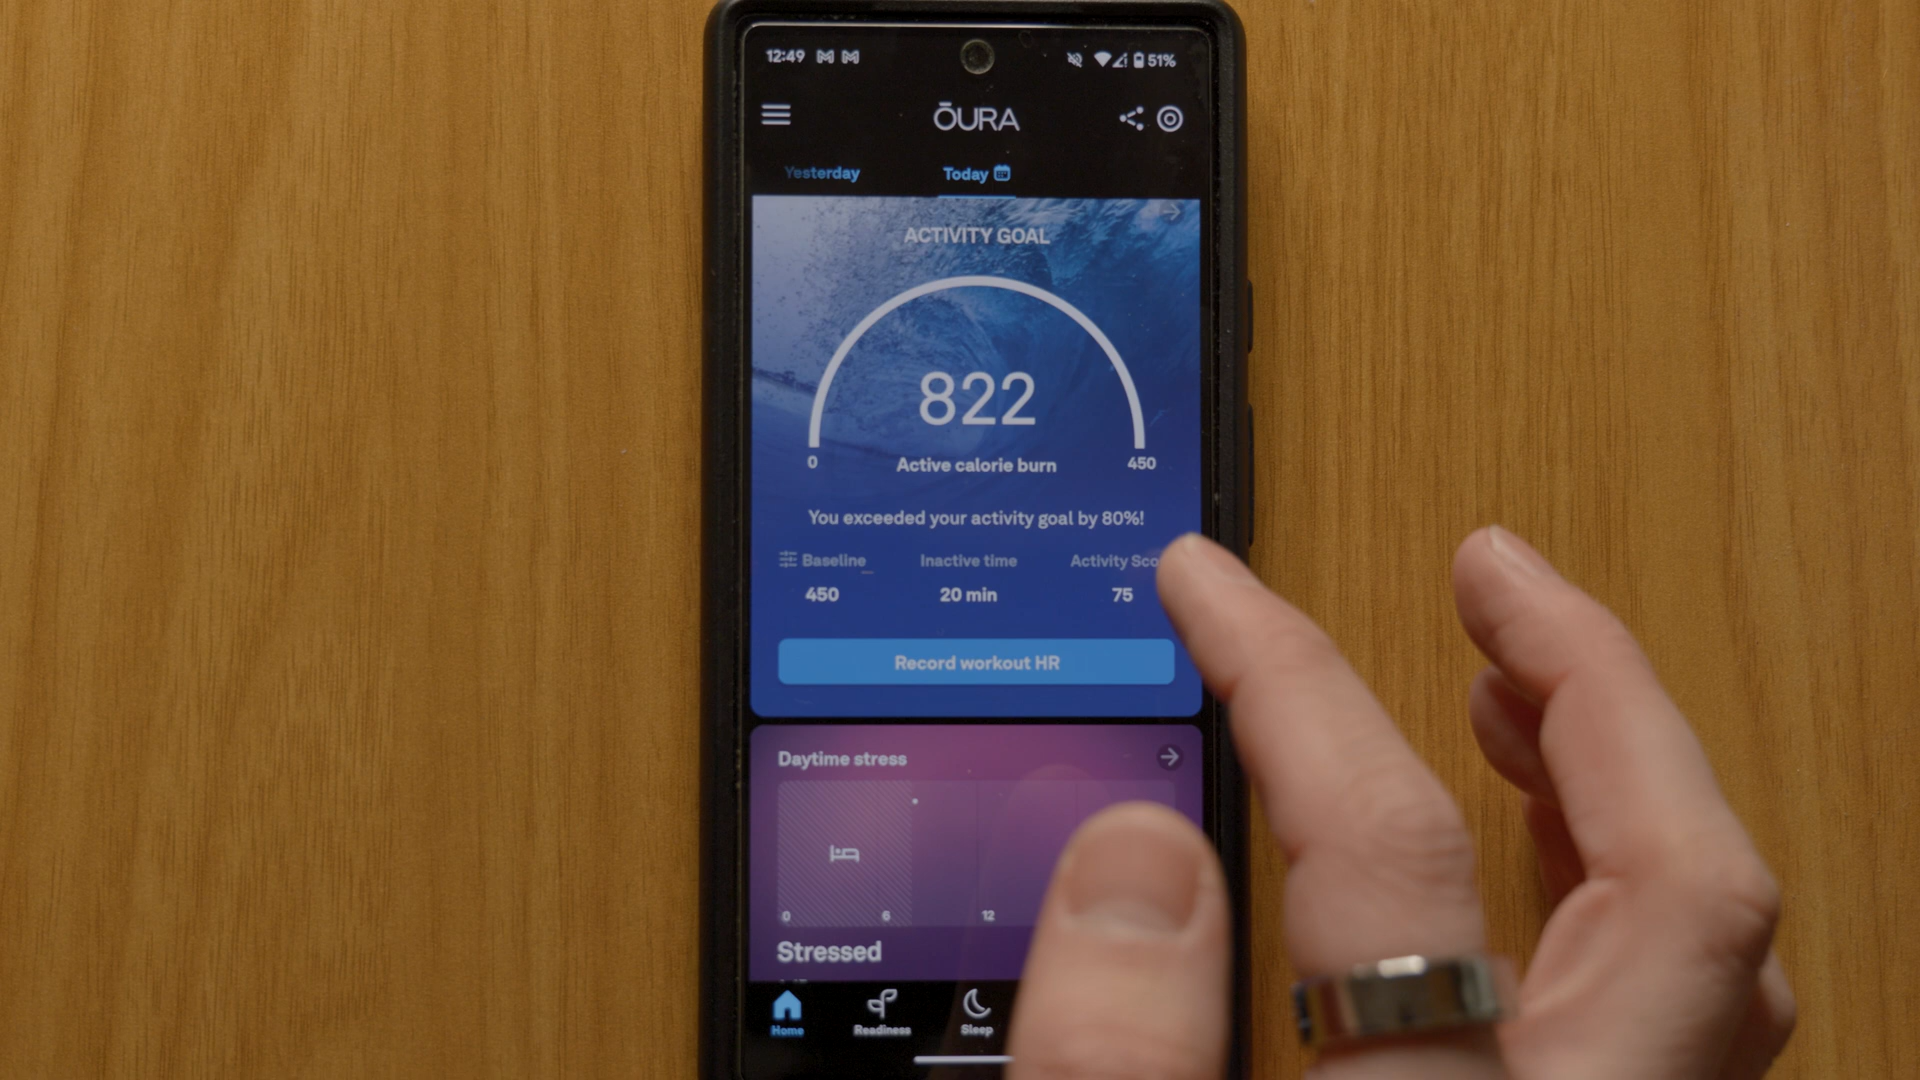 12:49
51%
ŌURA
Yesterday Today
ACTIVITY GOAL
822
0 Active calorie burn 450
You exceeded your activity goal by 80%!
Baseline Inactive time Activity Sco
450 20 min 75
Record workout HR
Daytime stress
0 6 12
Stressed
Home Readiness Sleep